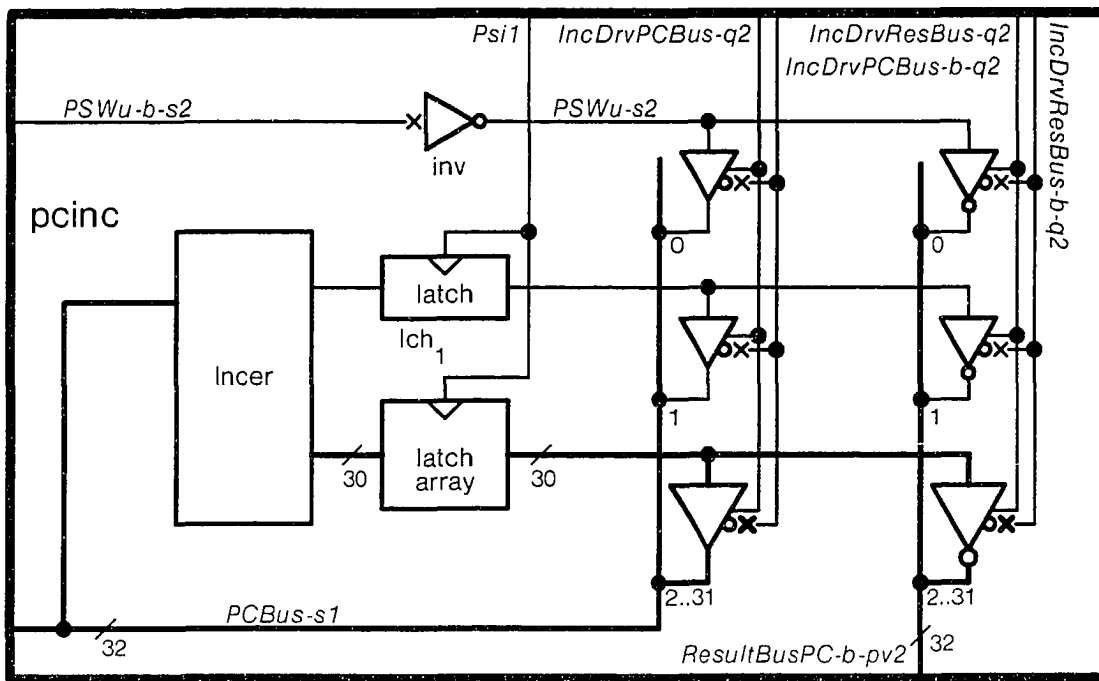 Psi1
IncDrvPCBus-q2
IncDrvResBus-q2
IncDrvPCBus-b-q2
IncDrvResBus-b-q2
PSWu-b-s2
PSWu-s2
inv
pcinc
0
0
latch
lch1
Incer
1
1
latch
array
30
30
2..31
2..31
PCBus-s1
32
ResultBusPC-b-pv2
32